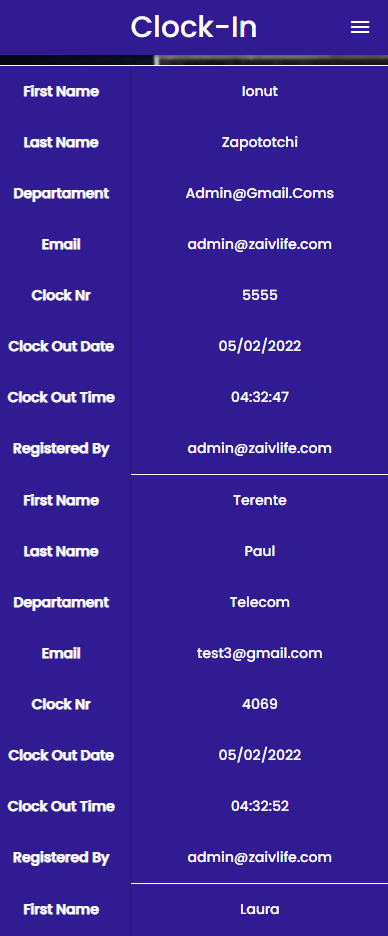 Clock-In
First Name Ionut
Last Name Zapototchi
Departament Admin@Gmail.Coms
Email admin@zaivlife.com
Clock Nr 5555
Clock Out Date 05/02/2022
Clock Out Time 04:32:47
Registered By admin@zaivlife.com
First Name Terente
Last Name Paul
Departament Telecom
Email test3@gmail.com
Clock Nr 4069
Clock Out Date 05/02/2022
Clock Out Time 04:32:52
Registered By admin@zaivlife.com
First Name Laura